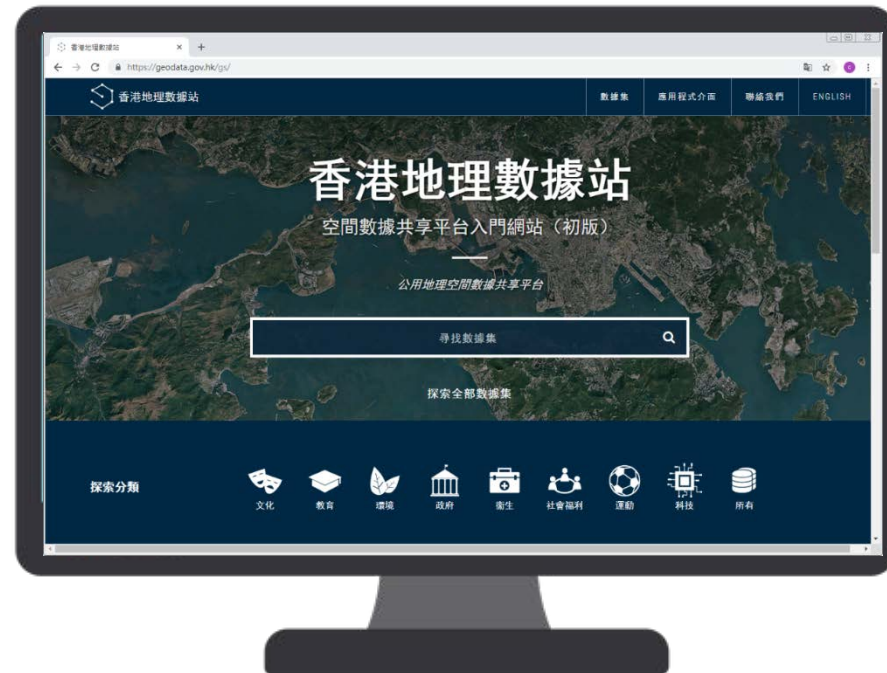 香港地理數據站
https://geodata.gov.hk/gs/
香港地理數據站
數據集 應用程式介面 聯絡我們 ENGLISH
香港地理數據站
空間數據共享平台入門網站（初版）
公用地理空間數據共享平台
尋找數據集
探索全部數據集
探索分類
文化 教育 環境 政府 衞生 社會福利 運動 科技 所有